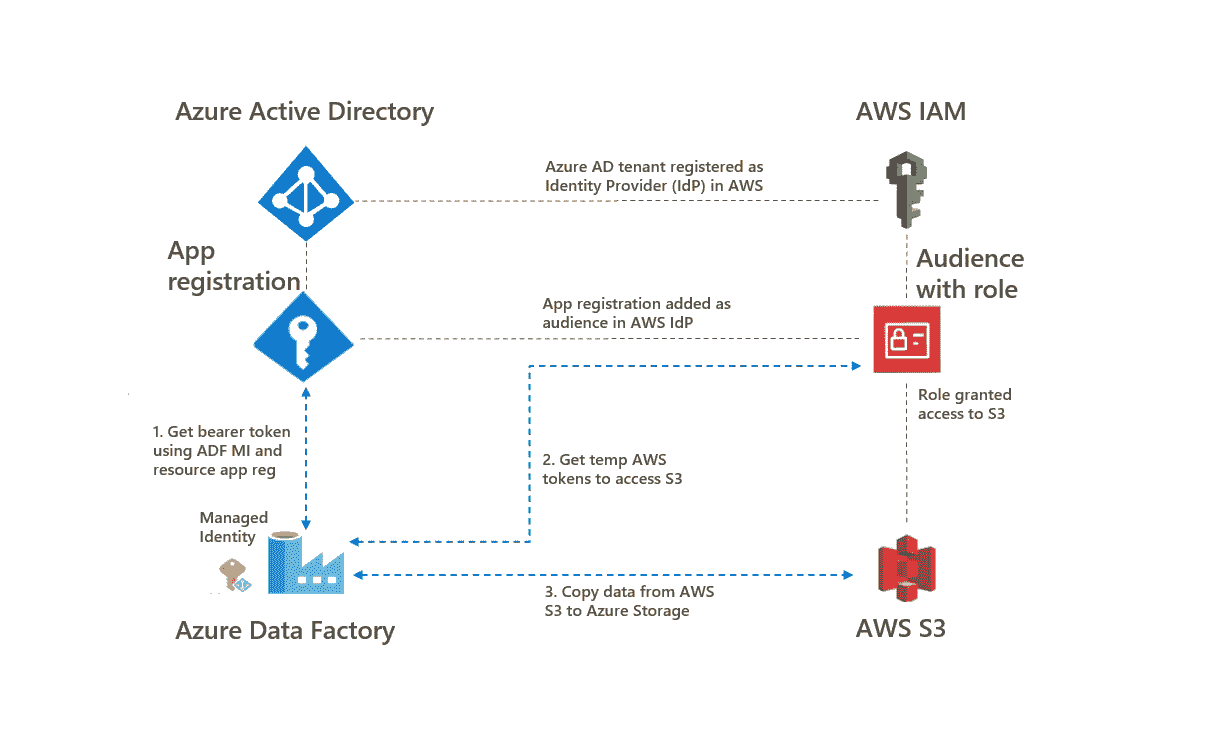 Azure Active Directory
AWS IAM
Azure AD tenant registered as
Identity Provider (IdP) in AWS
App
registration
Audience
with role
App registration added as
audience in AWS IdP
Role granted
access to S3
1. Get bearer token
using ADF MI and
resource app reg
2. Get temp AWS
tokens to access S3
Managed
Identity
3. Copy data from AWS
S3 to Azure Storage
Azure Data Factory
AWS S3